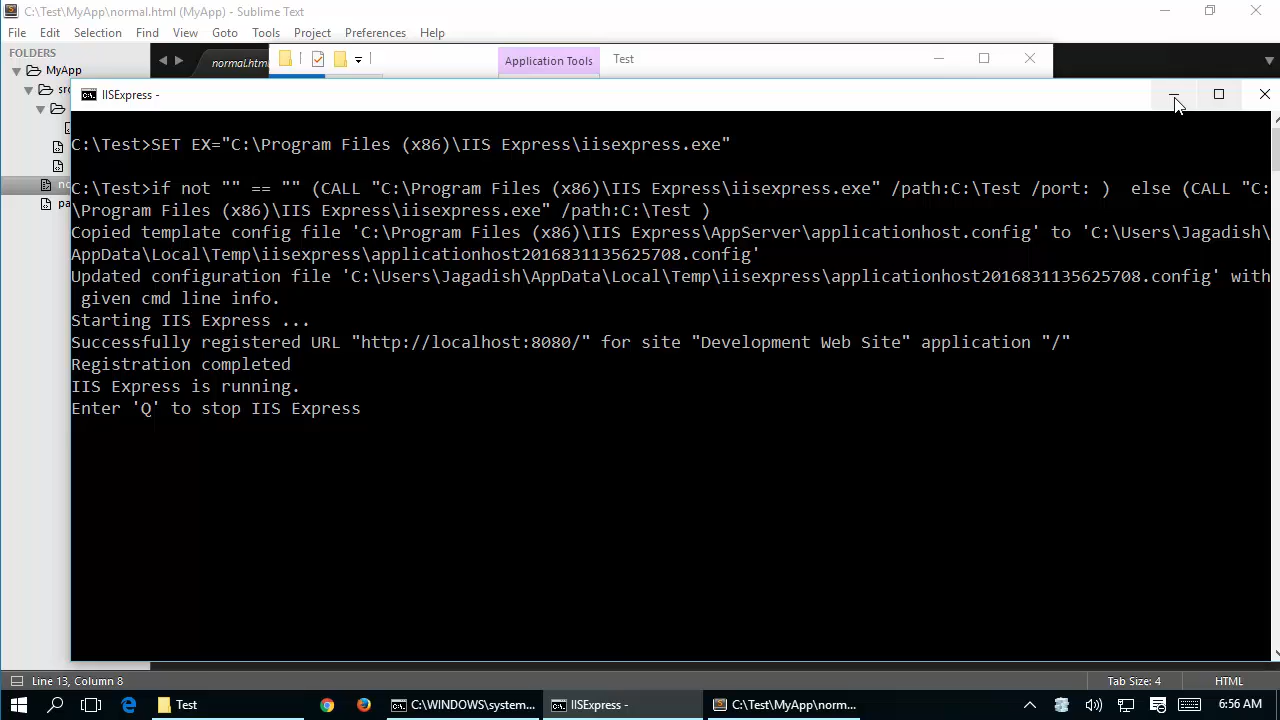 C:\Test\MyApp\normal.html (MyApp) - Sublime Text
File Edit Selection Find View Goto Tools Project Preferences Help
FOLDERS
MyApp
normal.html
Application Tools
Test
IISExpress -
C:\Test>SET EX="C:\Program Files (x86)\IIS Express\iisexpress.exe"
C:\Test>if not "" == "" (CALL "C:\Program Files (x86)\IIS Express\iisexpress.exe" /path:C:\Test /port: )  else (CALL "C:
\Program Files (x86)\IIS Express\iisexpress.exe" /path:C:\Test )
Copied template config file 'C:\Program Files (x86)\IIS Express\AppServer\applicationhost.config' to 'C:\Users\Jagadish\
AppData\Local\Temp\iisexpress\applicationhost2016831135625708.config'
Updated configuration file 'C:\Users\Jagadish\AppData\Local\Temp\iisexpress\applicationhost2016831135625708.config' with
given cmd line info.
Starting IIS Express ...
Successfully registered URL "http://localhost:8080/" for site "Development Web Site" application "/"
Registration completed
IIS Express is running.
Enter 'Q' to stop IIS Express
Line 13, Column 8
Tab Size: 4
HTML
Test
C:\WINDOWS\system...
IISExpress -
C:\Test\MyApp\norm...
6:56 AM